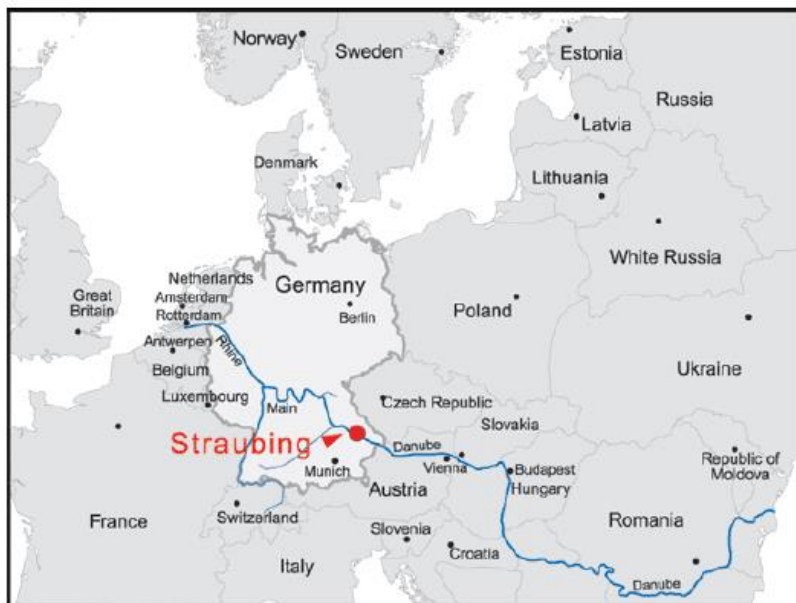 Norway
Sweden
Estonia
Russia
Latvia
Denmark
Lithuania
White Russia
Netherlands
Germany
Great
Britain
Amsterdam
Rotterdam
Berlin
Poland
Antwerpen
Rhine
Belgium
Ukraine
Luxembourg
Main
Czech Republic
Slovakia
Straubing
Danube
Vienna
Munich
Budapest
Hungary
Republic of
Moldova
Austria
France
Switzerland
Slovenia
Romania
Croatia
Italy
Danube